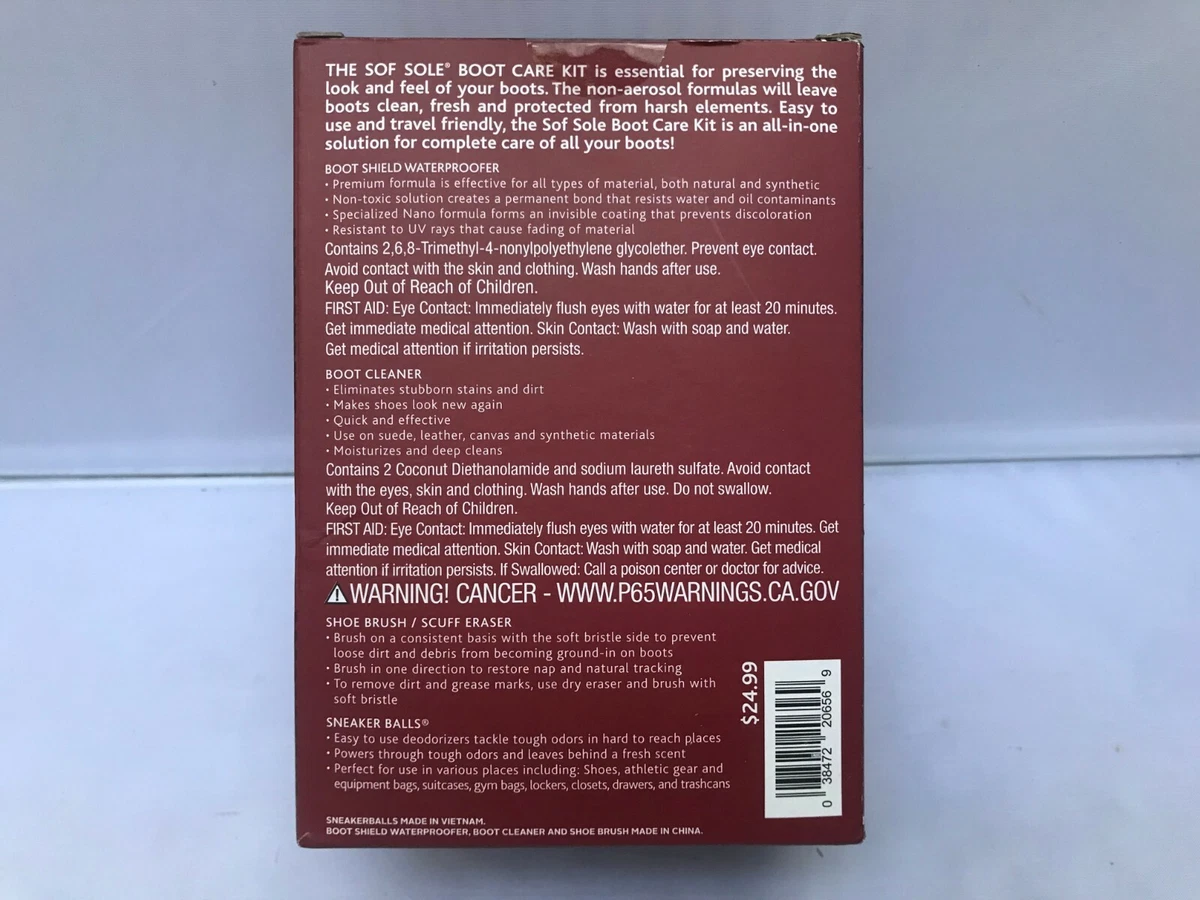 THE SOF SOLE® BOOT CARE KIT is essential for preserving the
look and feel of your boots. The non-aerosol formulas will leave
boots clean, fresh and protected from harsh elements. Easy to
use and travel friendly, the Sof Sole Boot Care Kit is an all-in-one
solution for complete care of all your boots!
BOOT SHIELD WATERPROOFER
• Premium formula is effective for all types of material, both natural and synthetic
• Non-toxic solution creates a permanent bond that resists water and oil contaminants
• Specialized Nano formula forms an invisible coating that prevents discoloration
• Resistant to UV rays that cause fading of material
Contains 2,6,8-Trimethyl-4-nonylpolyethylene glycolether. Prevent eye contact.
Avoid contact with the skin and clothing. Wash hands after use.
Keep Out of Reach of Children.
FIRST AID: Eye Contact: Immediately flush eyes with water for at least 20 minutes.
Get immediate medical attention. Skin Contact: Wash with soap and water.
Get medical attention if irritation persists.
BOOT CLEANER
• Eliminates stubborn stains and dirt
• Makes shoes look new again
• Quick and effective
• Use on suede, leather, canvas and synthetic materials
• Moisturizes and deep cleans
Contains 2 Coconut Diethanolamide and sodium laureth sulfate. Avoid contact
with the eyes, skin and clothing. Wash hands after use. Do not swallow.
Keep Out of Reach of Children.
FIRST AID: Eye Contact: Immediately flush eyes with water for at least 20 minutes. Get
immediate medical attention. Skin Contact: Wash with soap and water. Get medical
attention if irritation persists. If Swallowed: Call a poison center or doctor for advice.
⚠WARNING! CANCER - WWW.P65WARNINGS.CA.GOV
SHOE BRUSH / SCUFF ERASER
• Brush on a consistent basis with the soft bristle side to prevent
loose dirt and debris from becoming ground-in on boots
• Brush in one direction to restore nap and natural tracking
• To remove dirt and grease marks, use dry eraser and brush with
soft bristle
SNEAKER BALLS®
• Easy to use deodorizers tackle tough odors in hard to reach places
• Powers through tough odors and leaves behind a fresh scent
• Perfect for use in various places including: Shoes, athletic gear and
equipment bags, suitcases, gym bags, lockers, closets, drawers, and trashcans
SNEAKERBALLS MADE IN VIETNAM.
BOOT SHIELD WATERPROOFER, BOOT CLEANER AND SHOE BRUSH MADE IN CHINA.
$24.99
0 38472 20656 9